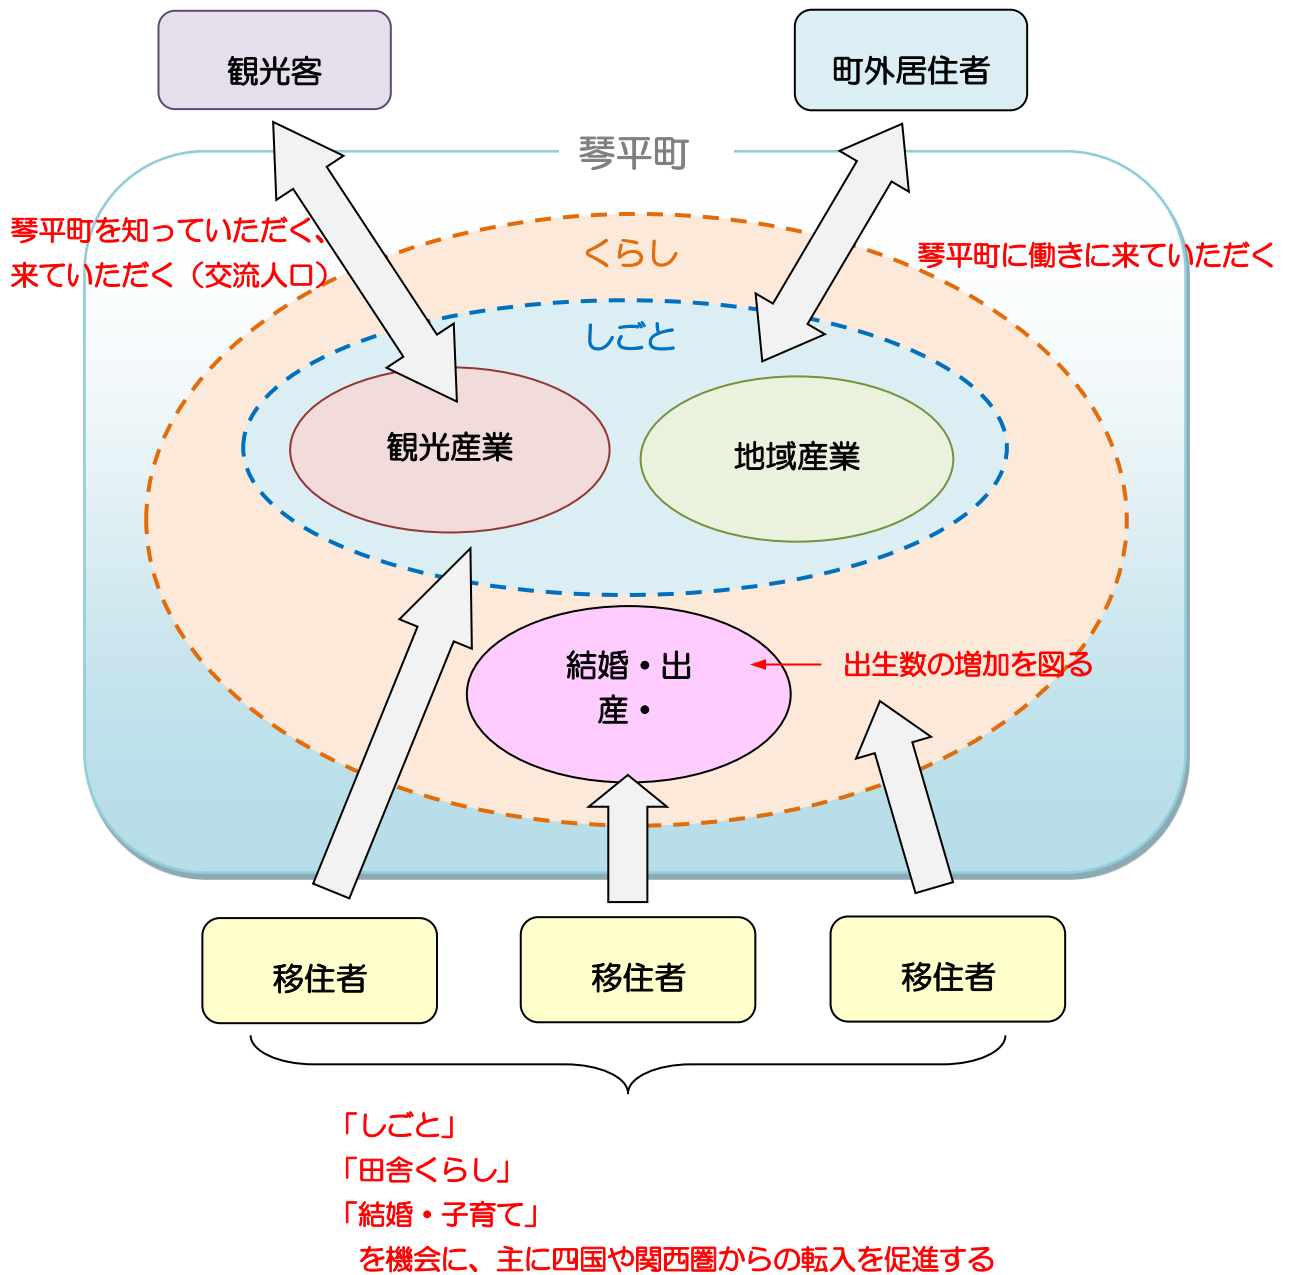 観光客
町外居住者
琴平町
琴平町を知っていただく、
来ていただく（交流人口）
くらし
琴平町に働きに来ていただく
しごと
観光産業
地域産業
結婚・出
産・
出生数の増加を図る
移住者
移住者
移住者
「しごと」
「田舎くらし」
「結婚・子育て」
を機会に、主に四国や関西圏からの転入を促進する